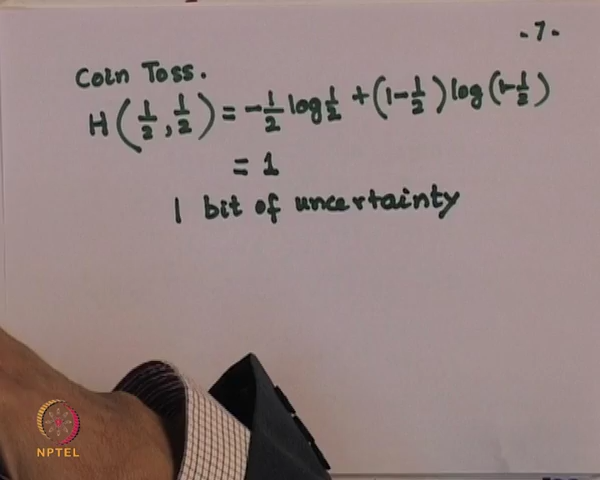 -7-
Coin Toss.
H(1/2, 1/2) = -1/2 log 1/2 + (1-1/2) log (1-1/2)
= 1
1 bit of uncertainty
NPTEL